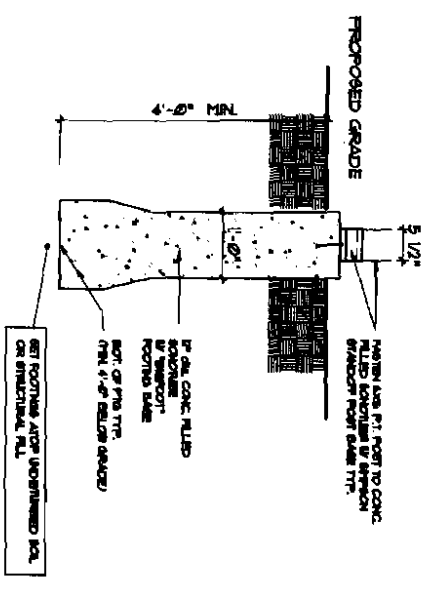 PROPOSED GRADE
5 1/2"
4'-0" MIN.
1'-0"
FASTEN 6X6 P.T. POST TO CONC.
FILLED SONOTUBE W/ SIMPSON
STANDOFF POST BASE TYP.
12" DIA. CONC. FILLED
SONOTUBE
W/ "BIGFOOT"
FOOTING BASE
BOT. OF FTG TYP.
(MIN. 4'-0" BELOW GRADE)
SET FOOTINGS ATOP UNDISTURBED SOIL
OR STRUCTURAL FILL